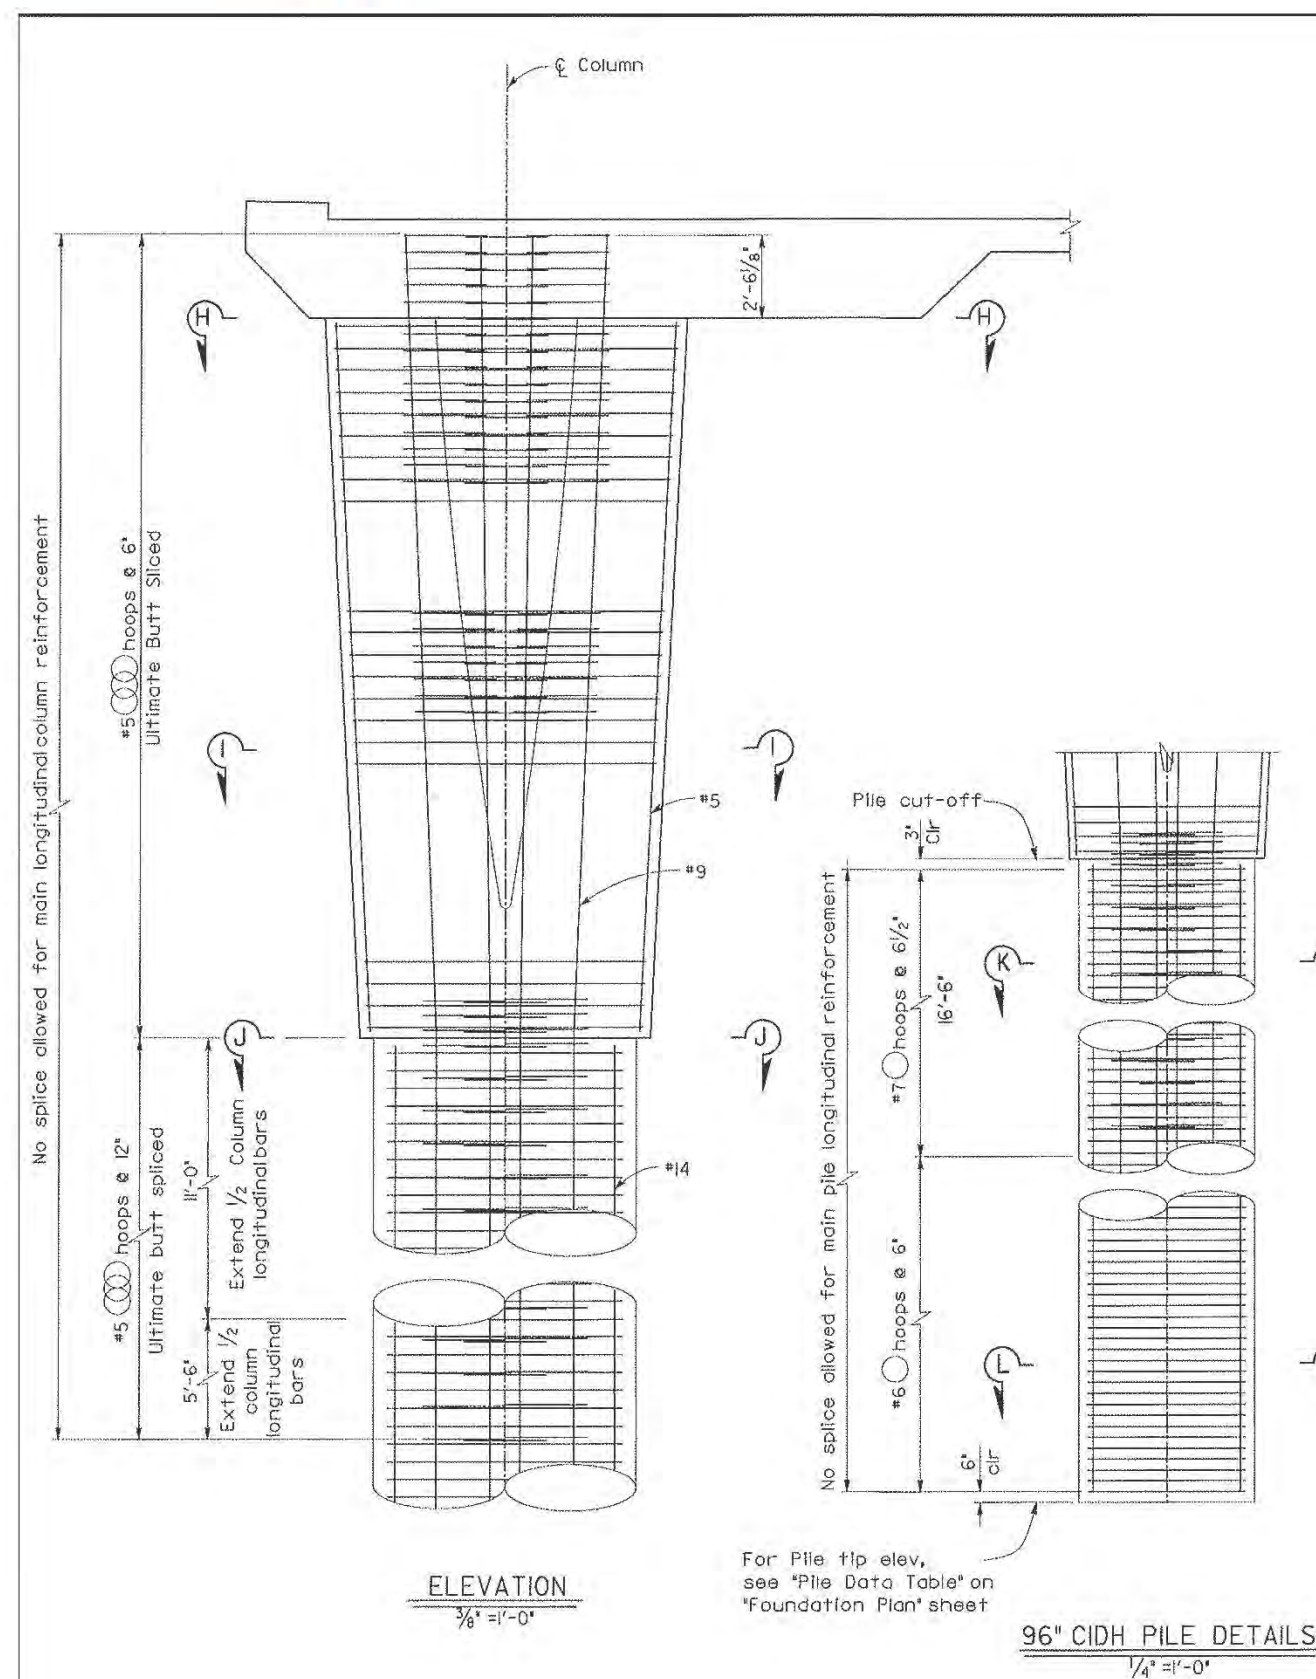 ℄ Column
2'-6 1/8"
H
H
No splice allowed for main longitudinal column reinforcement
#5 hoops @ 6"
Ultimate Butt Sliced
I
I
#5
#9
J
J
#5 hoops @ 12"
Ultimate butt spliced
11'-0"
Extend 1/2 Column
longitudinal bars
5'-6"
Extend 1/2
column
longitudinal
bars
#14
ELEVATION
3/8" =1'-0"
Pile cut-off
3"
Clr
No splice allowed for main pile longitudinal reinforcement
#7 hoops @ 6 1/2"
16'-6"
K
#6 hoops @ 6"
L
6"
clr
For Pile tip elev,
see "Pile Data Table" on
"Foundation Plan" sheet
96" CIDH PILE DETAILS
1/4" =1'-0"